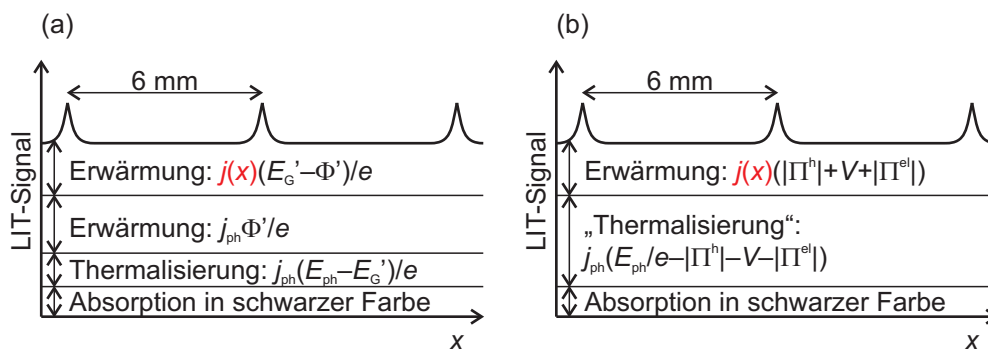 (a)
6 mm
LIT-Signal
Erwärmung: j(x)(E_G'–Φ')/e
Erwärmung: j_phΦ'/e
Thermalisierung: j_ph(E_ph–E_G')/e
Absorption in schwarzer Farbe
x
(b)
6 mm
LIT-Signal
Erwärmung: j(x)(|Π^h|+V+|Π^el|)
„Thermalisierung“:
j_ph(E_ph/e–|Π^h|–V–|Π^el|)
Absorption in schwarzer Farbe
x